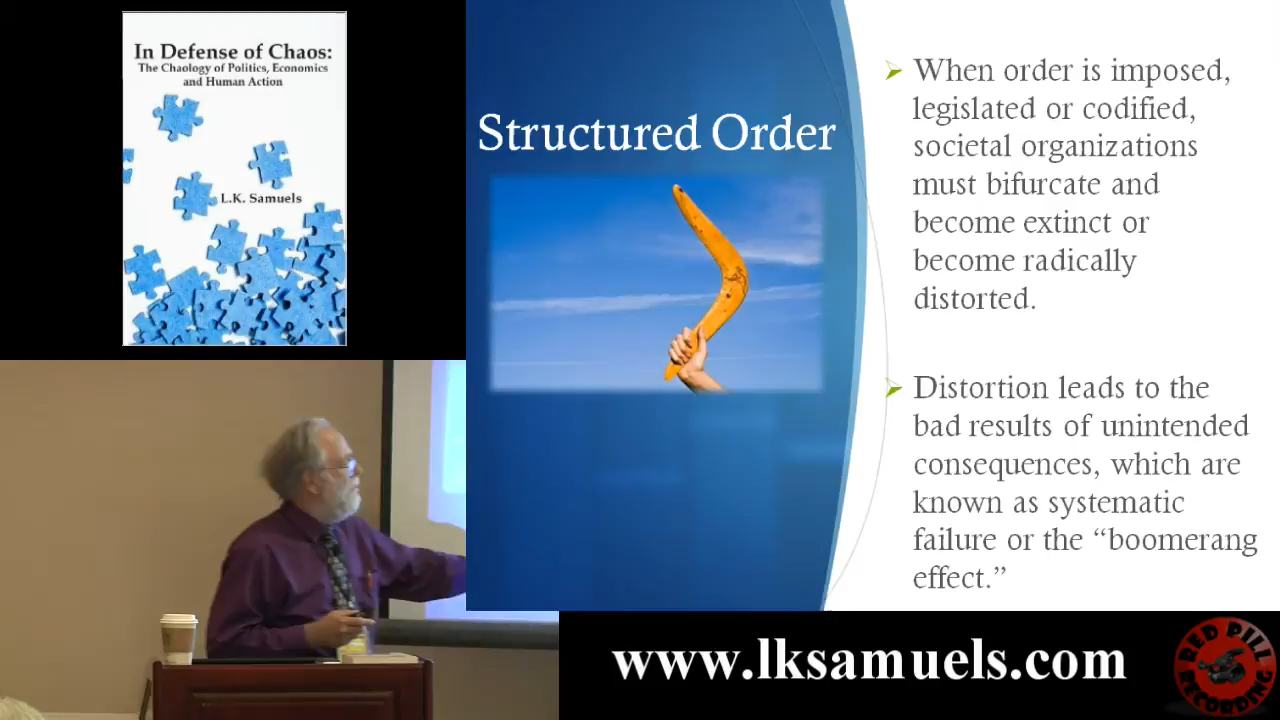 In Defense of Chaos:
The Chaology of Politics, Economics
and Human Action
L.K. Samuels
Structured Order
When order is imposed,
legislated or codified,
societal organizations
must bifurcate and
become extinct or
become radically
distorted.
Distortion leads to the
bad results of unintended
consequences, which are
known as systematic
failure or the “boomerang
effect.”
www.lksamuels.com
RED PILL
RECORDING